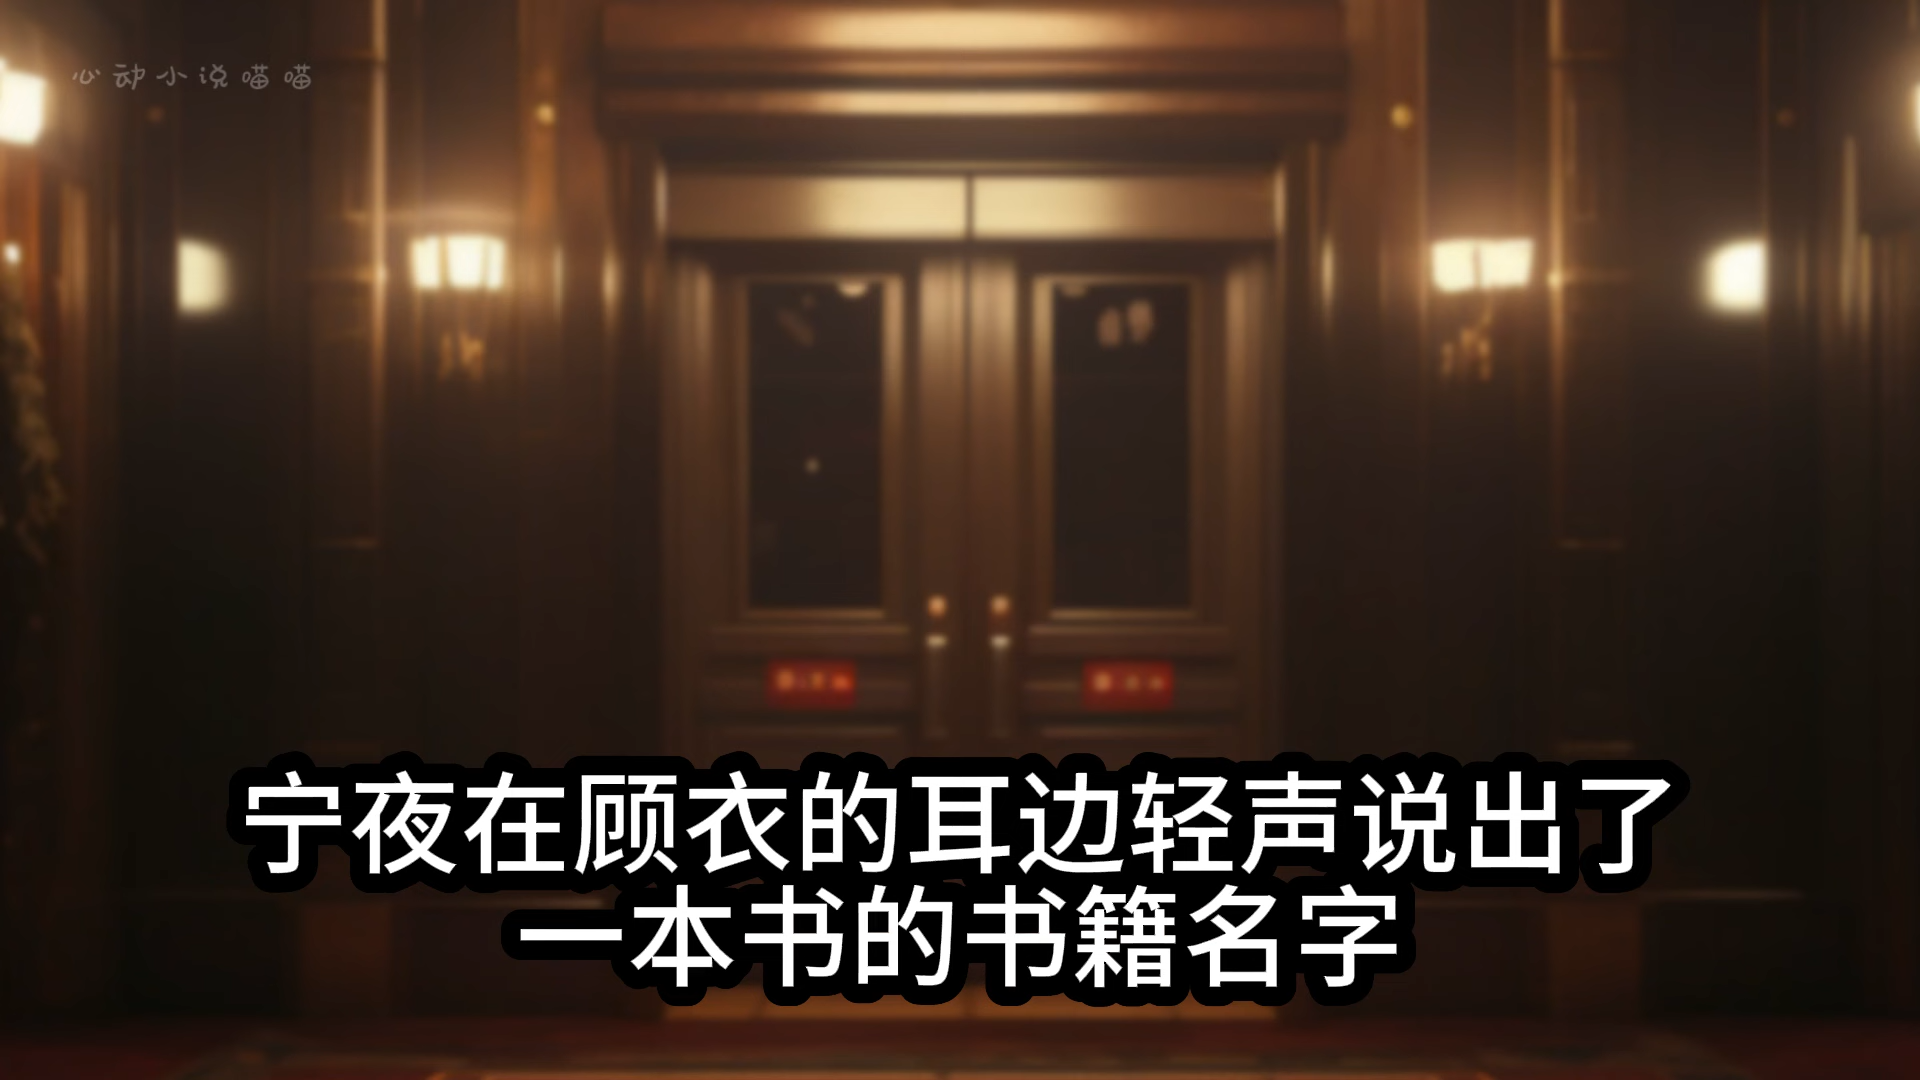 心动小说喵喵
宁夜在顾衣的耳边轻声说出了
一本书的书籍名字